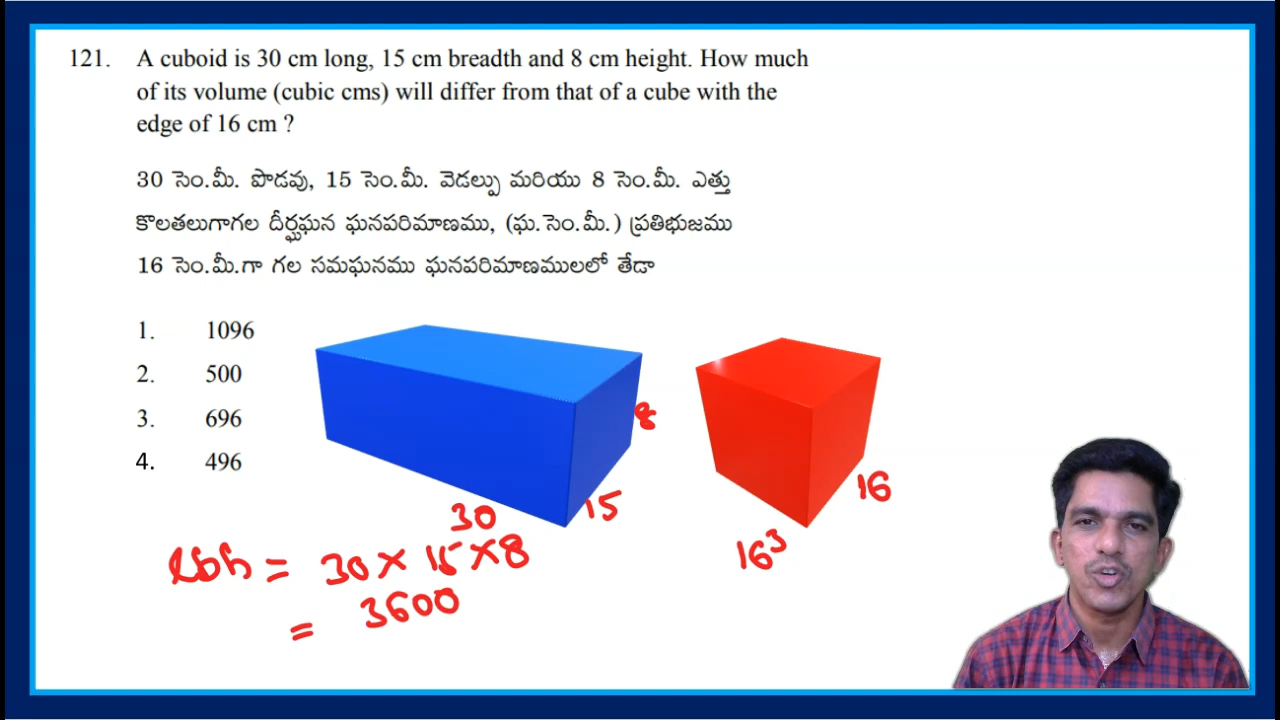 121. A cuboid is 30 cm long, 15 cm breadth and 8 cm height. How much
of its volume (cubic cms) will differ from that of a cube with the
edge of 16 cm ?
30 సెం.మీ. పొడవు, 15 సెం.మీ. వెడల్పు మరియు 8 సెం.మీ. ఎత్తు
కొలతలుగాగల దీర్ఘఘన ఘనపరిమాణము, (ఘ.సెం.మీ.) ప్రతిభుజము
16 సెం.మీ.గా గల సమఘనము ఘనపరిమాణములలో తేడా
1. 1096
2. 500
3. 696
4. 496
8
16
30
15
16³
lbh = 30 × 15 × 8
= 3600